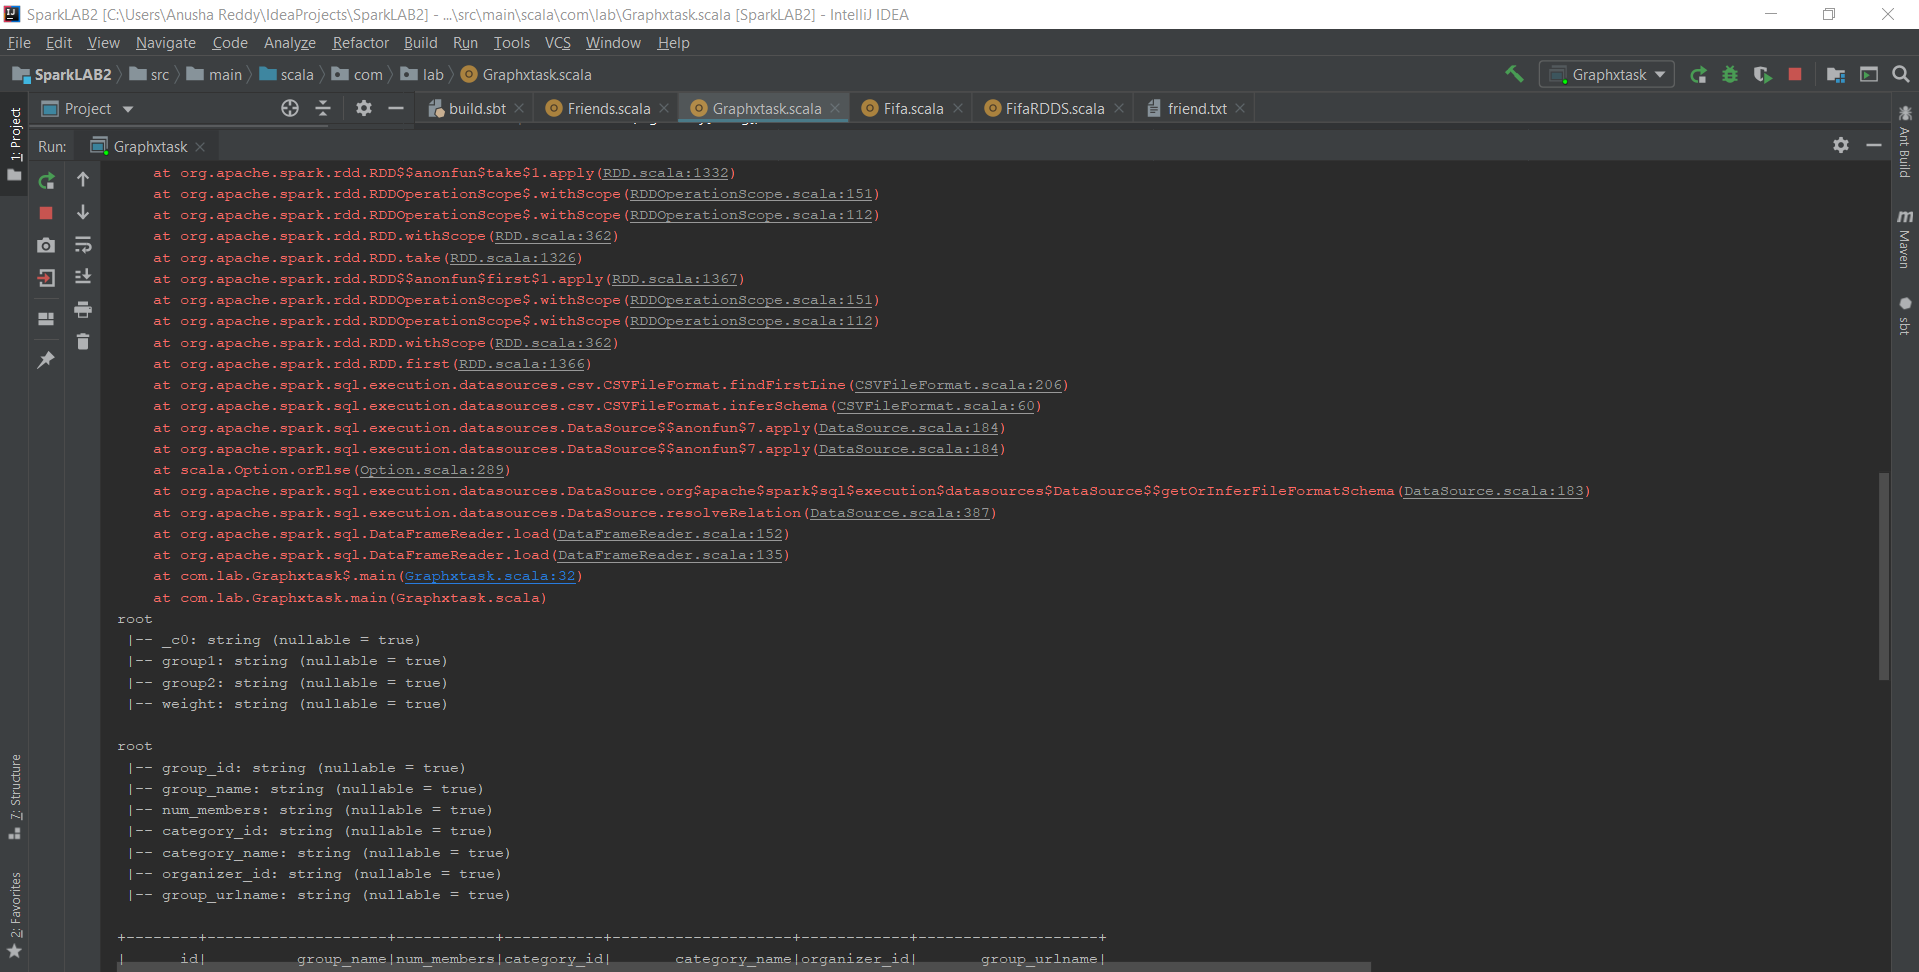 SparkLAB2 [C:\Users\Anusha Reddy\IdeaProjects\SparkLAB2] - ...\src\main\scala\com\lab\Graphxtask.scala [SparkLAB2] - IntelliJ IDEA
File Edit View Navigate Code Analyze Refactor Build Run Tools VCS Window Help
SparkLAB2 src main scala com lab Graphxtask.scala Graphxtask
Project build.sbt Friends.scala Graphxtask.scala Fifa.scala FifaRDDS.scala friend.txt
Run: Graphxtask
1: Project
7: Structure
2: Favorites
Ant Build
Maven
sbt
at org.apache.spark.rdd.RDD$$anonfun$take$1.apply(RDD.scala:1332)
at org.apache.spark.rdd.RDDOperationScope$.withScope(RDDOperationScope.scala:151)
at org.apache.spark.rdd.RDDOperationScope$.withScope(RDDOperationScope.scala:112)
at org.apache.spark.rdd.RDD.withScope(RDD.scala:362)
at org.apache.spark.rdd.RDD.take(RDD.scala:1326)
at org.apache.spark.rdd.RDD$$anonfun$first$1.apply(RDD.scala:1367)
at org.apache.spark.rdd.RDDOperationScope$.withScope(RDDOperationScope.scala:151)
at org.apache.spark.rdd.RDDOperationScope$.withScope(RDDOperationScope.scala:112)
at org.apache.spark.rdd.RDD.withScope(RDD.scala:362)
at org.apache.spark.rdd.RDD.first(RDD.scala:1366)
at org.apache.spark.sql.execution.datasources.csv.CSVFileFormat.findFirstLine(CSVFileFormat.scala:206)
at org.apache.spark.sql.execution.datasources.csv.CSVFileFormat.inferSchema(CSVFileFormat.scala:60)
at org.apache.spark.sql.execution.datasources.DataSource$$anonfun$7.apply(DataSource.scala:184)
at org.apache.spark.sql.execution.datasources.DataSource$$anonfun$7.apply(DataSource.scala:184)
at scala.Option.orElse(Option.scala:289)
at org.apache.spark.sql.execution.datasources.DataSource.org$apache$spark$sql$execution$datasources$DataSource$$getOrInferFileFormatSchema(DataSource.scala:183)
at org.apache.spark.sql.execution.datasources.DataSource.resolveRelation(DataSource.scala:387)
at org.apache.spark.sql.DataFrameReader.load(DataFrameReader.scala:152)
at org.apache.spark.sql.DataFrameReader.load(DataFrameReader.scala:135)
at com.lab.Graphxtask$.main(Graphxtask.scala:32)
at com.lab.Graphxtask.main(Graphxtask.scala)
root
|-- _c0: string (nullable = true)
|-- group1: string (nullable = true)
|-- group2: string (nullable = true)
|-- weight: string (nullable = true)
root
|-- group_id: string (nullable = true)
|-- group_name: string (nullable = true)
|-- num_members: string (nullable = true)
|-- category_id: string (nullable = true)
|-- category_name: string (nullable = true)
|-- organizer_id: string (nullable = true)
|-- group_urlname: string (nullable = true)
+--------+--------------------+-----------+-----------+--------------------+------------+--------------------+
| id| group_name|num_members|category_id| category_name|organizer_id| group_urlname|